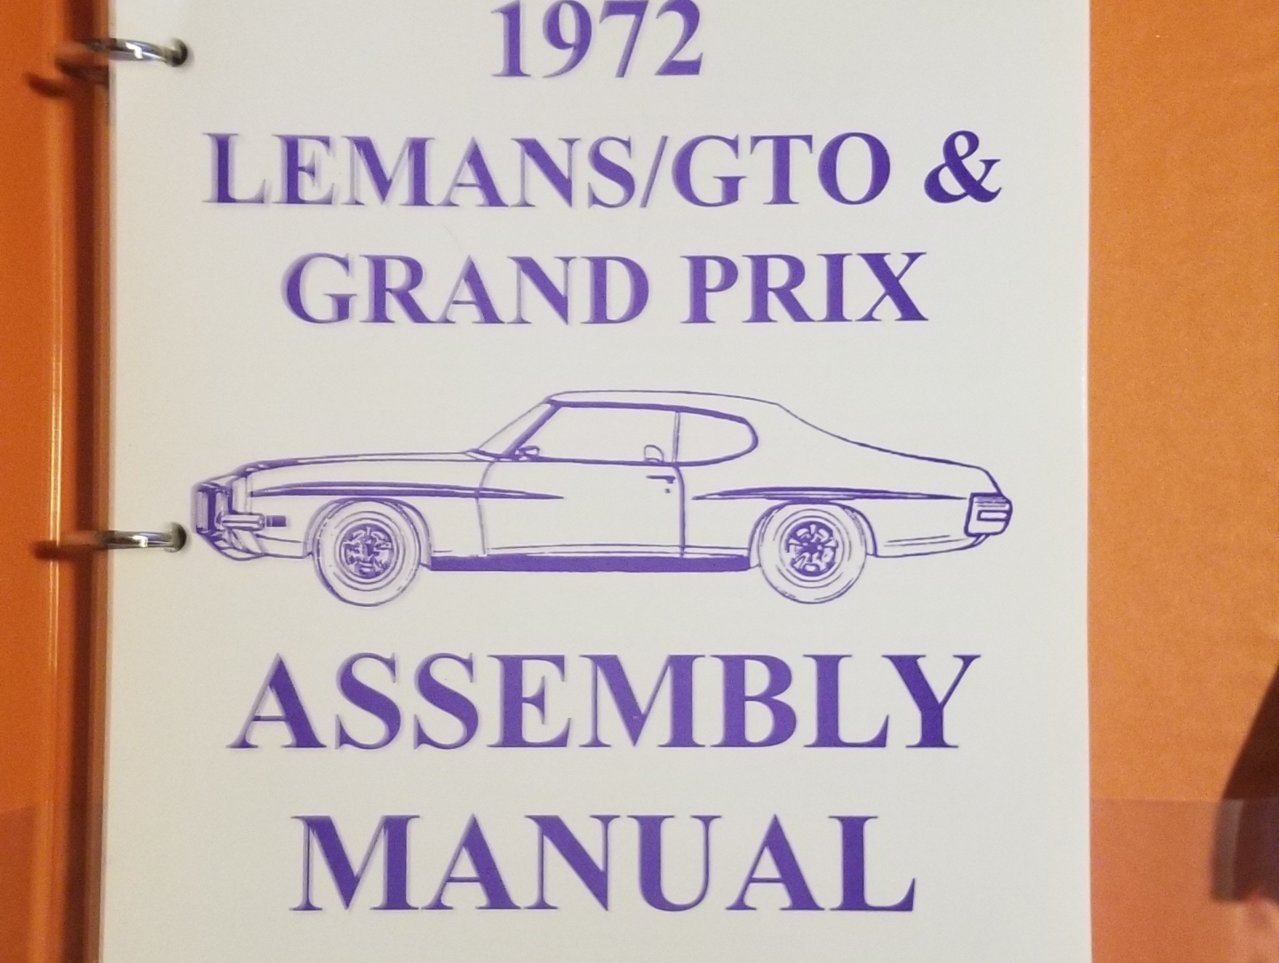 1972
LEMANS/GTO &
GRAND PRIX
ASSEMBLY
MANUAL